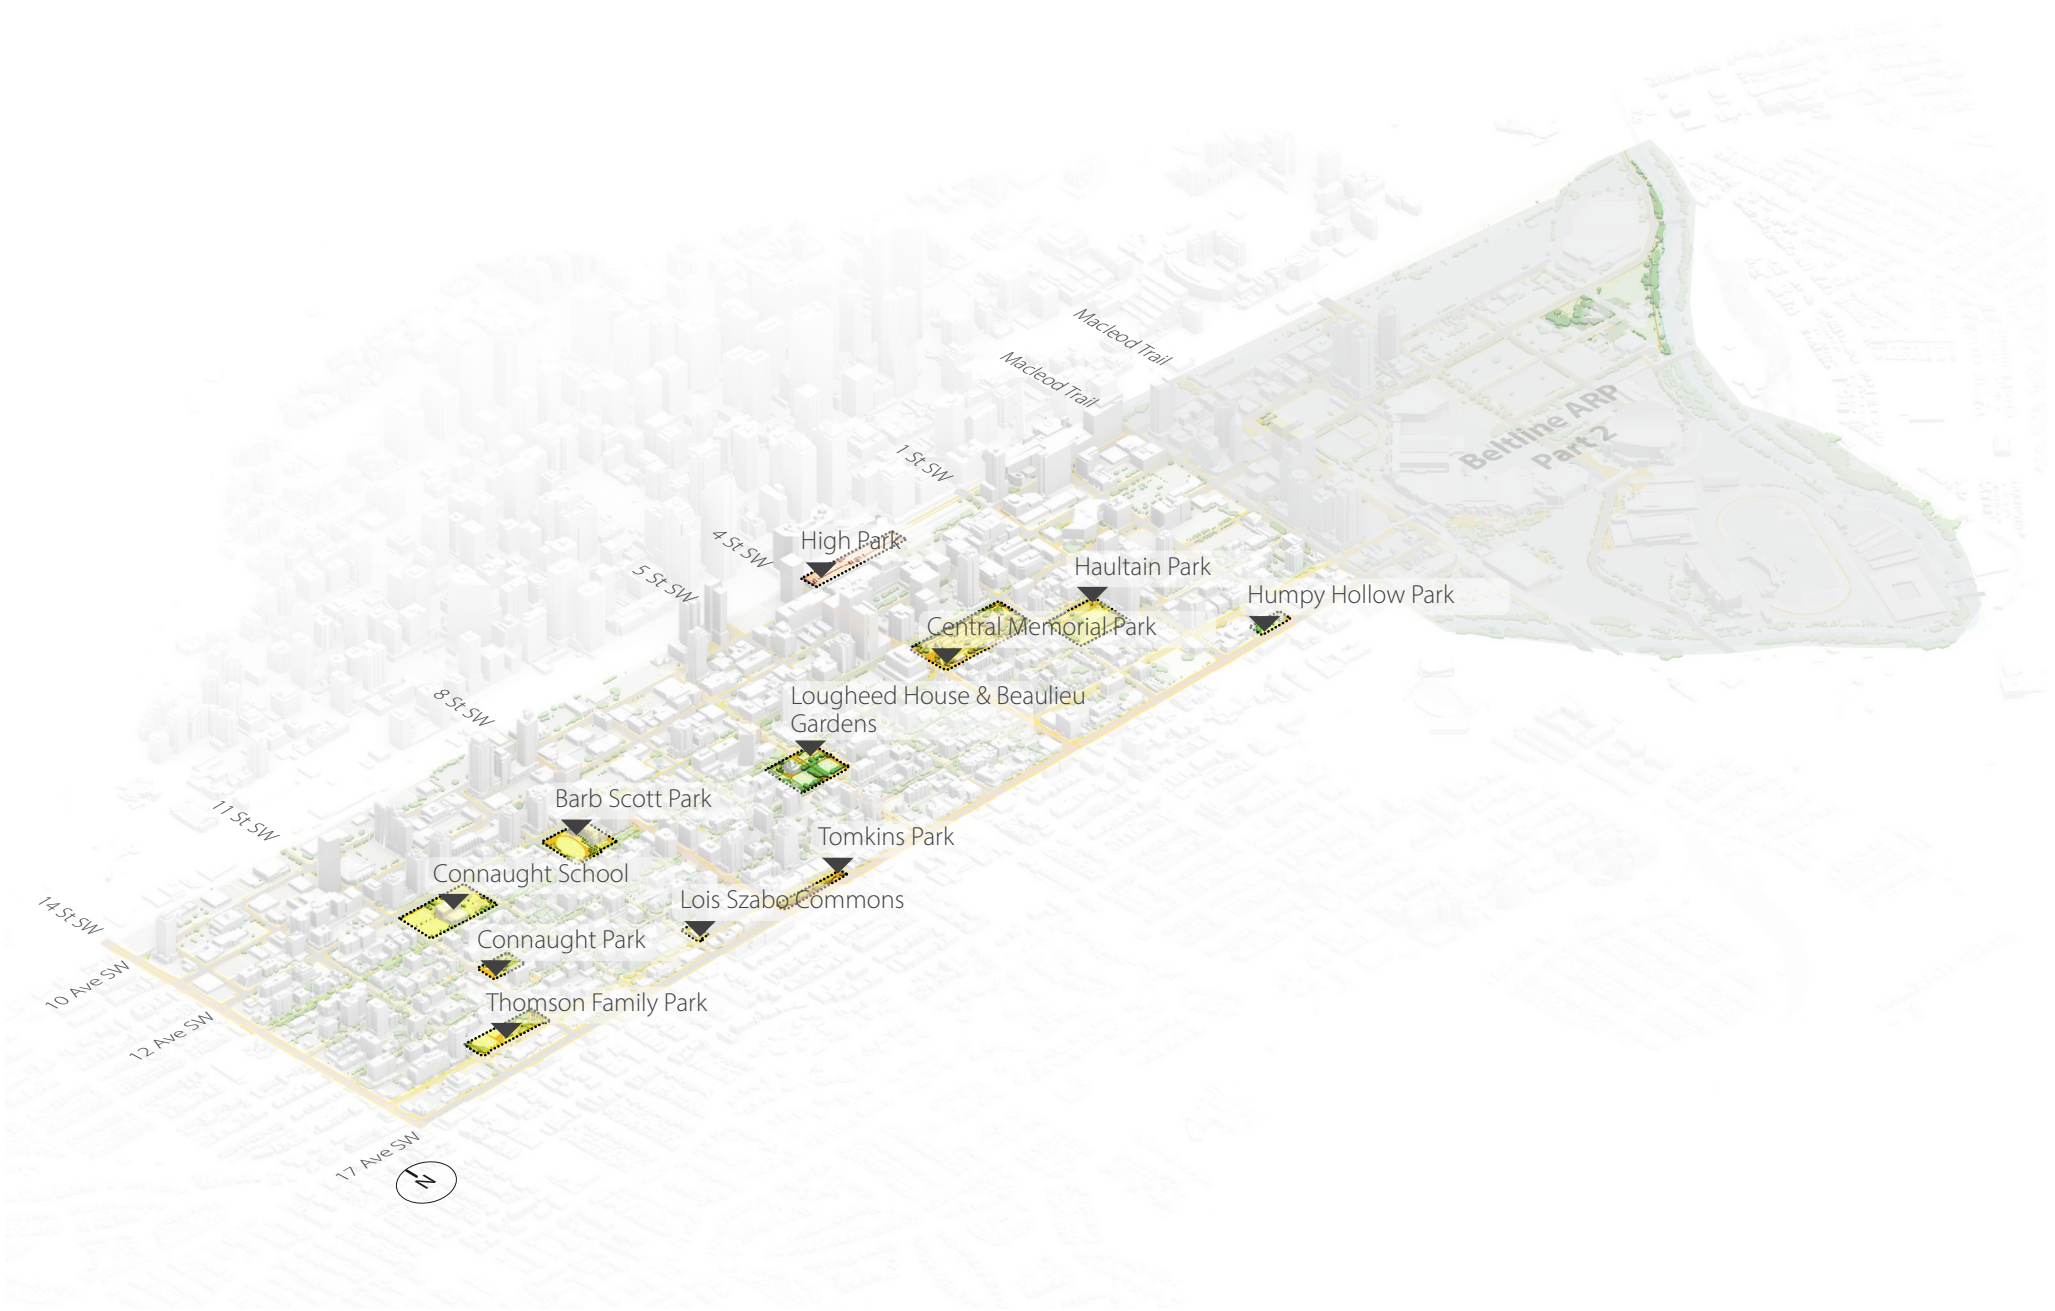 Macleod Trail
Macleod Trail
Beltline ARP
Part 2
1 St SW
4 St SW
High Park
5 St SW
Haultain Park
Humpy Hollow Park
Central Memorial Park
8 St SW
Lougheed House & Beaulieu
Gardens
11 St SW
Barb Scott Park
Tomkins Park
Connaught School
Lois Szabo Commons
14 St SW
Connaught Park
10 Ave SW
Thomson Family Park
12 Ave SW
17 Ave SW
N